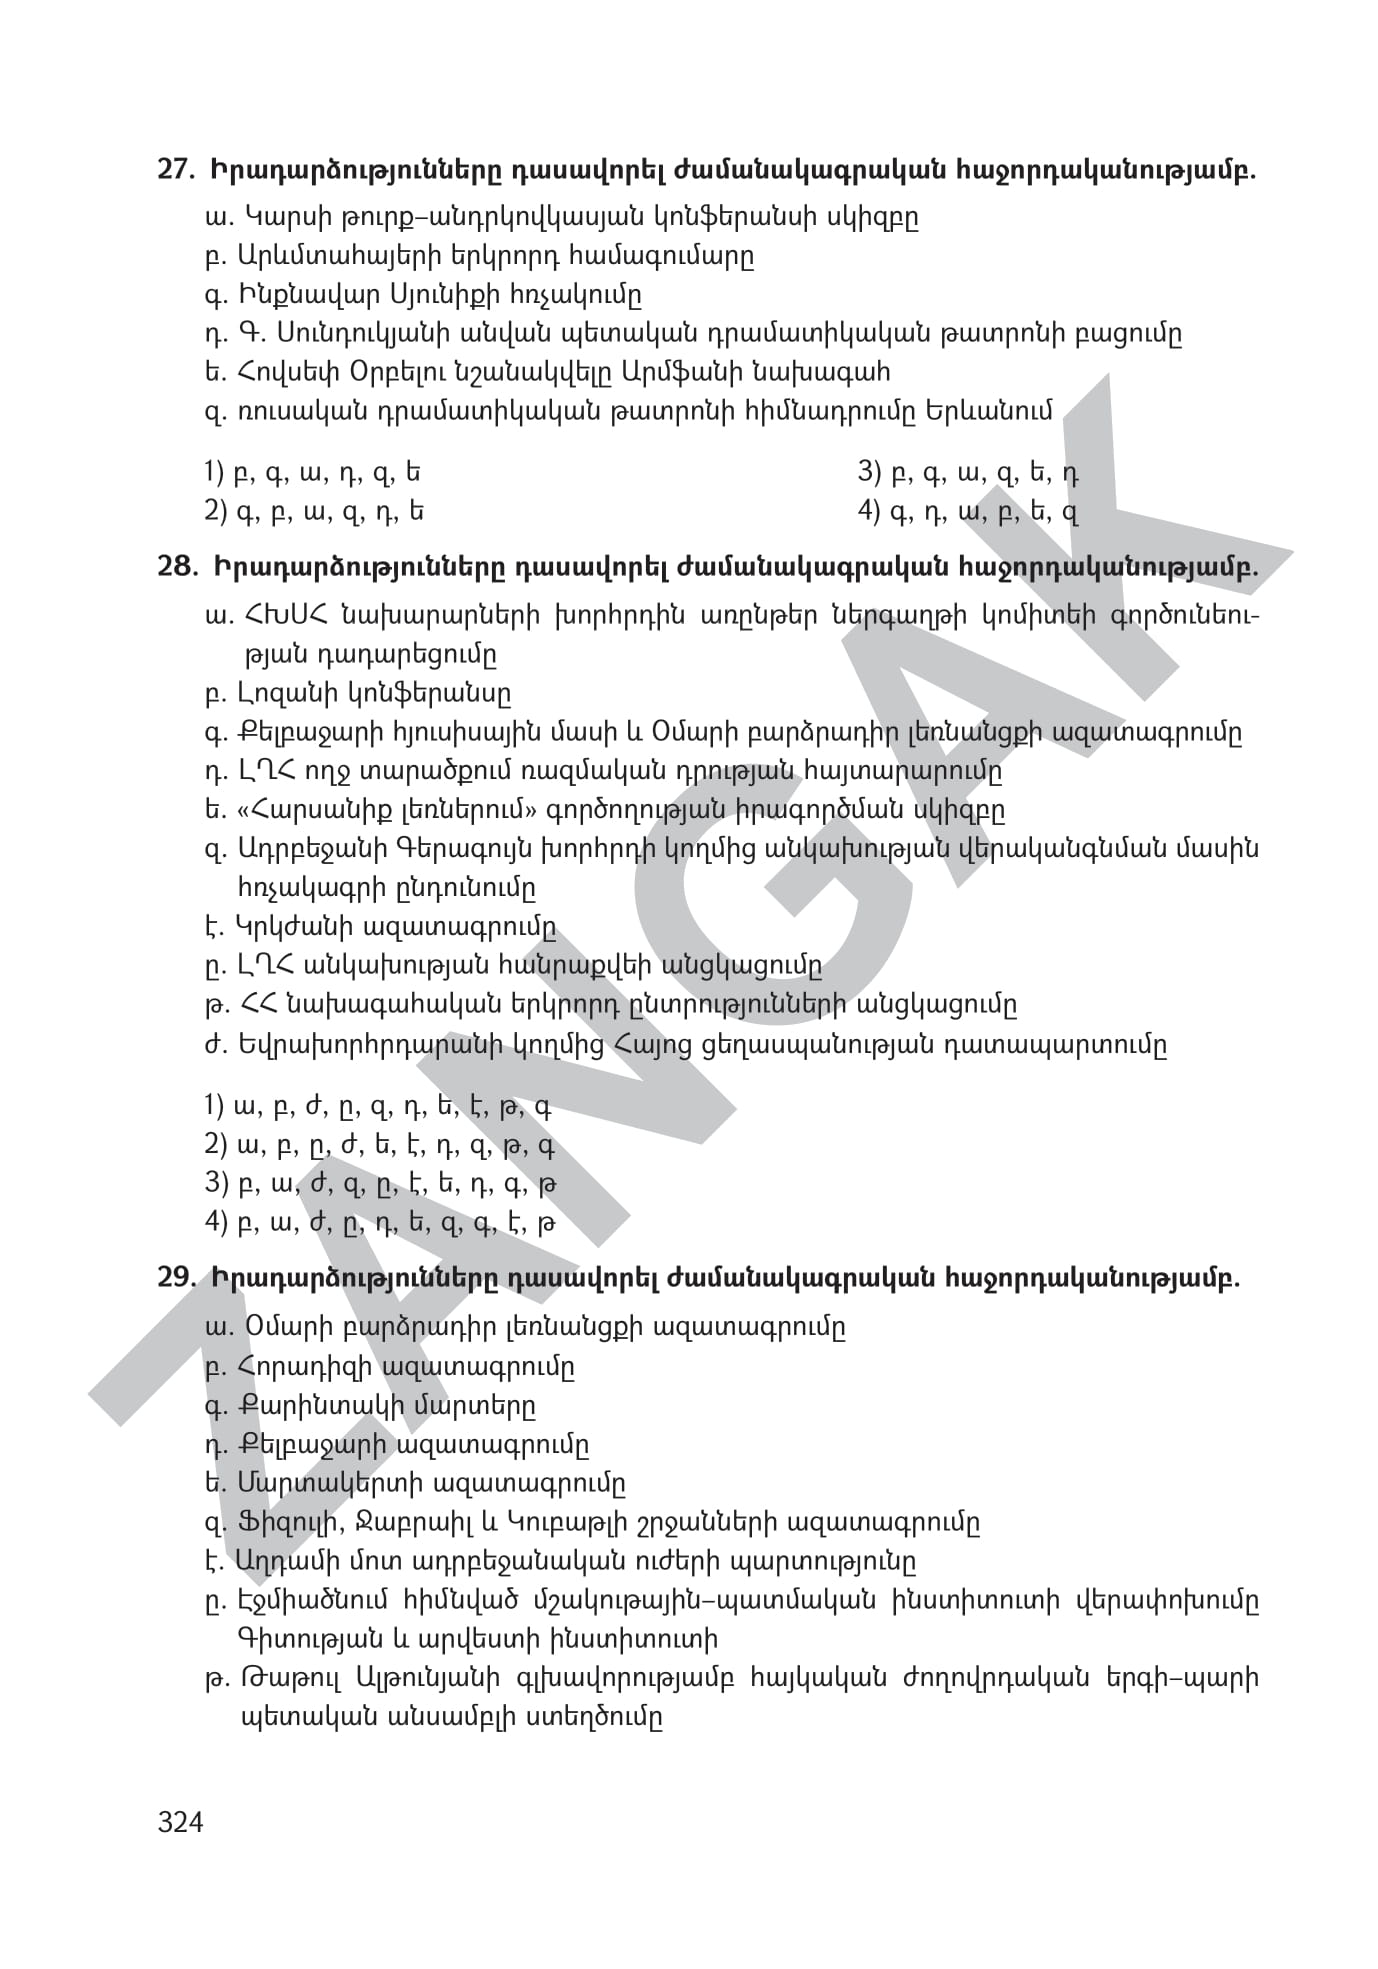 27. Իրադարձությունները դասավորել ժամանակագրական հաջորդականությամբ.
ա. Կարսի թուրք–անդրկովկասյան կոնֆերանսի սկիզբը
բ. Արևմտահայերի երկրորդ համագումարը
գ. Ինքնավար Սյունիքի հռչակումը
դ. Գ. Սունդուկյանի անվան պետական դրամատիկական թատրոնի բացումը
ե. Հովսեփ Օրբելու նշանակվելը Արմֆանի նախագահ
զ. ռուսական դրամատիկական թատրոնի հիմնադրումը Երևանում
1) բ, գ, ա, դ, զ, ե
3) բ, գ, ա, զ, ե, դ
2) գ, բ, ա, զ, դ, ե
4) գ, դ, ա, բ, ե, զ
28. Իրադարձությունները դասավորել ժամանակագրական հաջորդականությամբ.
ա. ՀԽՍՀ նախարարների խորհրդին առընթեր ներգաղթի կոմիտեի գործունեու-
թյան դադարեցումը
բ. Լոզանի կոնֆերանսը
գ. Քելբաջարի հյուսիսային մասի և Օմարի բարձրադիր լեռնանցքի ազատագրումը
դ. ԼՂՀ ողջ տարածքում ռազմական դրության հայտարարումը
ե. «Հարսանիք լեռներում» գործողության իրագործման սկիզբը
զ. Ադրբեջանի Գերագույն խորհրդի կողմից անկախության վերականգնման մասին
հռչակագրի ընդունումը
է. Կրկժանի ազատագրումը
ը. ԼՂՀ անկախության հանրաքվեի անցկացումը
թ. ՀՀ նախագահական երկրորդ ընտրությունների անցկացումը
ժ. Եվրախորհրդարանի կողմից Հայոց ցեղասպանության դատապարտումը
1) ա, բ, ժ, ը, զ, դ, ե, է, թ, գ
2) ա, բ, ը, ժ, ե, է, դ, զ, թ, գ
3) բ, ա, ժ, զ, ը, է, ե, դ, գ, թ
4) բ, ա, ժ, ը, դ, ե, զ, գ, է, թ
29. Իրադարձությունները դասավորել ժամանակագրական հաջորդականությամբ.
ա. Օմարի բարձրադիր լեռնանցքի ազատագրումը
բ. Հորադիզի ազատագրումը
գ. Քարինտակի մարտերը
դ. Քելբաջարի ազատագրումը
ե. Մարտակերտի ազատագրումը
զ. Ֆիզուլի, Ջաբրաիլ և Կուբաթլի շրջանների ազատագրումը
է. Աղդամի մոտ ադրբեջանական ուժերի պարտությունը
ը. Էջմիածնում հիմնված մշակութային–պատմական ինստիտուտի վերափոխումը
Գիտության և արվեստի ինստիտուտի
թ. Թաթուլ Ալթունյանի գլխավորությամբ հայկական ժողովրդական երգի–պարի
պետական անսամբլի ստեղծումը
324
ZANGAK